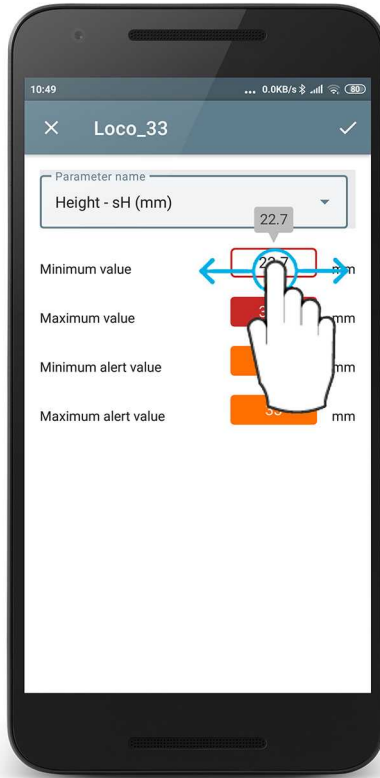 10:49 ... 0.0KB/s 80
Loco_33
Parameter name
Height - sH (mm)
22.7
Minimum value 22.7 mm
Maximum value mm
Minimum alert value mm
Maximum alert value mm